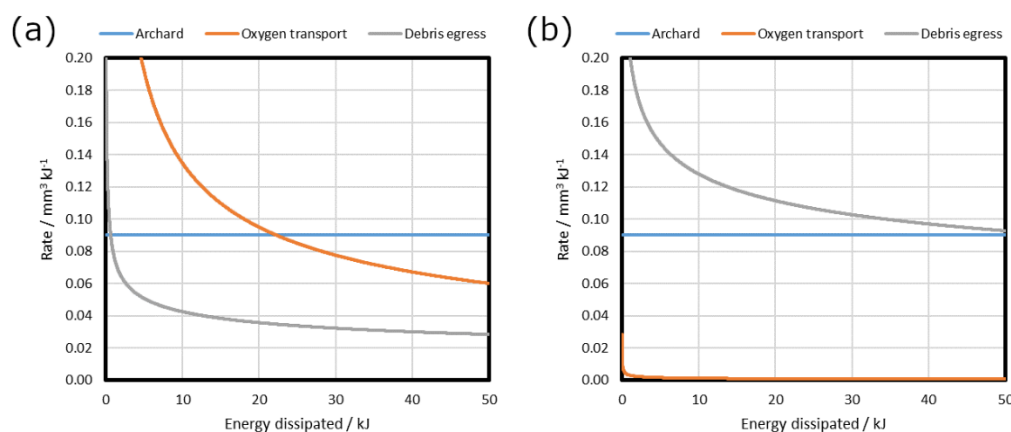 (a)
Archard Oxygen transport Debris egress
0.20
0.18
0.16
0.14
0.12
0.10
0.08
0.06
0.04
0.02
0.00
Rate / mm³ kJ⁻¹
0 10 20 30 40 50
Energy dissipated / kJ
(b)
Archard Oxygen transport Debris egress
0.20
0.18
0.16
0.14
0.12
0.10
0.08
0.06
0.04
0.02
0.00
Rate / mm³ kJ⁻¹
0 10 20 30 40 50
Energy dissipated / kJ